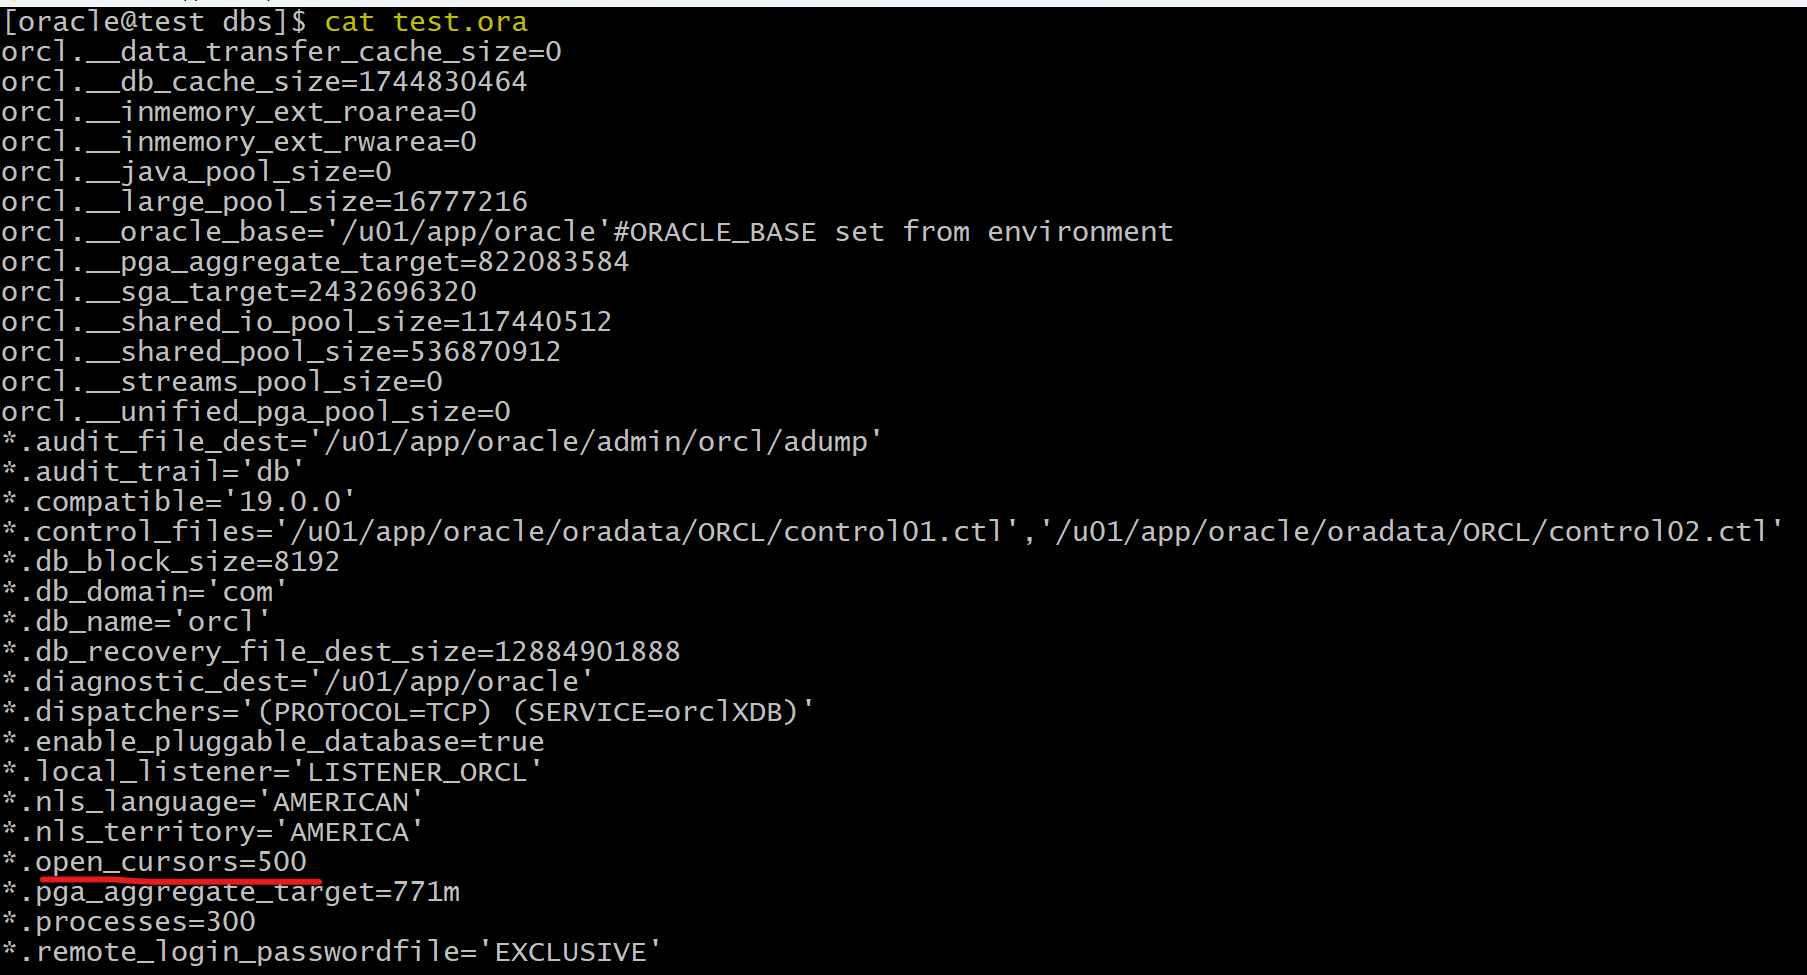 [oracle@test dbs]$ cat test.ora
orcl.__data_transfer_cache_size=0
orcl.__db_cache_size=1744830464
orcl.__inmemory_ext_roarea=0
orcl.__inmemory_ext_rwarea=0
orcl.__java_pool_size=0
orcl.__large_pool_size=16777216
orcl.__oracle_base='/u01/app/oracle'#ORACLE_BASE set from environment
orcl.__pga_aggregate_target=822083584
orcl.__sga_target=2432696320
orcl.__shared_io_pool_size=117440512
orcl.__shared_pool_size=536870912
orcl.__streams_pool_size=0
orcl.__unified_pga_pool_size=0
*.audit_file_dest='/u01/app/oracle/admin/orcl/adump'
*.audit_trail='db'
*.compatible='19.0.0'
*.control_files='/u01/app/oracle/oradata/ORCL/control01.ctl','/u01/app/oracle/oradata/ORCL/control02.ctl'
*.db_block_size=8192
*.db_domain='com'
*.db_name='orcl'
*.db_recovery_file_dest_size=12884901888
*.diagnostic_dest='/u01/app/oracle'
*.dispatchers='(PROTOCOL=TCP) (SERVICE=orclXDB)'
*.enable_pluggable_database=true
*.local_listener='LISTENER_ORCL'
*.nls_language='AMERICAN'
*.nls_territory='AMERICA'
*.open_cursors=500
*.pga_aggregate_target=771m
*.processes=300
*.remote_login_passwordfile='EXCLUSIVE'